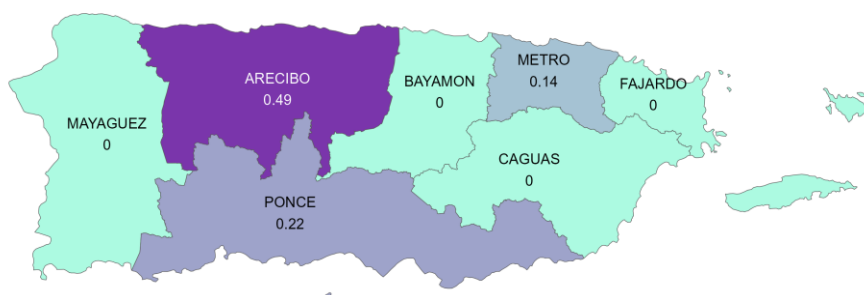 ARECIBO
0.49
METRO
0.14
BAYAMON
0
FAJARDO
0
MAYAGUEZ
0
CAGUAS
0
PONCE
0.22